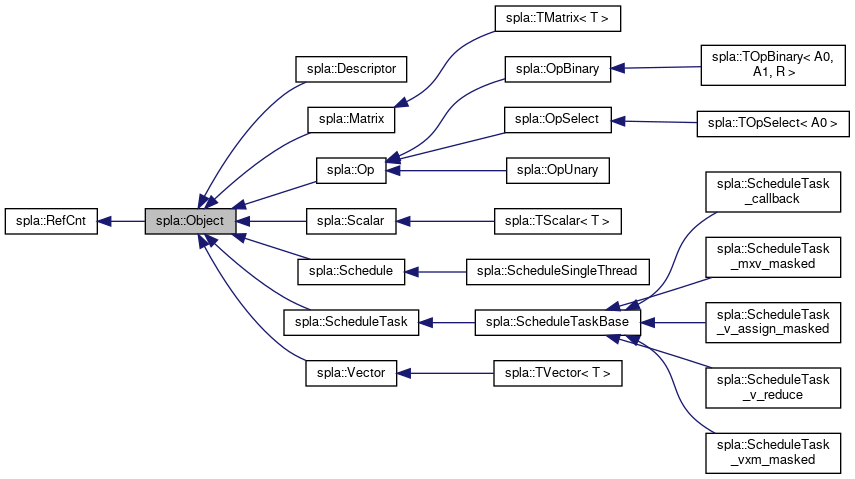 spla::RefCnt
spla::Object
spla::Descriptor
spla::Matrix
spla::Op
spla::Scalar
spla::Schedule
spla::ScheduleTask
spla::Vector
spla::TMatrix< T >
spla::OpBinary
spla::OpSelect
spla::OpUnary
spla::TScalar< T >
spla::ScheduleSingleThread
spla::ScheduleTaskBase
spla::TVector< T >
spla::TOpBinary< A0,
A1, R >
spla::TOpSelect< A0 >
spla::ScheduleTask
_callback
spla::ScheduleTask
_mxv_masked
spla::ScheduleTask
_v_assign_masked
spla::ScheduleTask
_v_reduce
spla::ScheduleTask
_vxm_masked